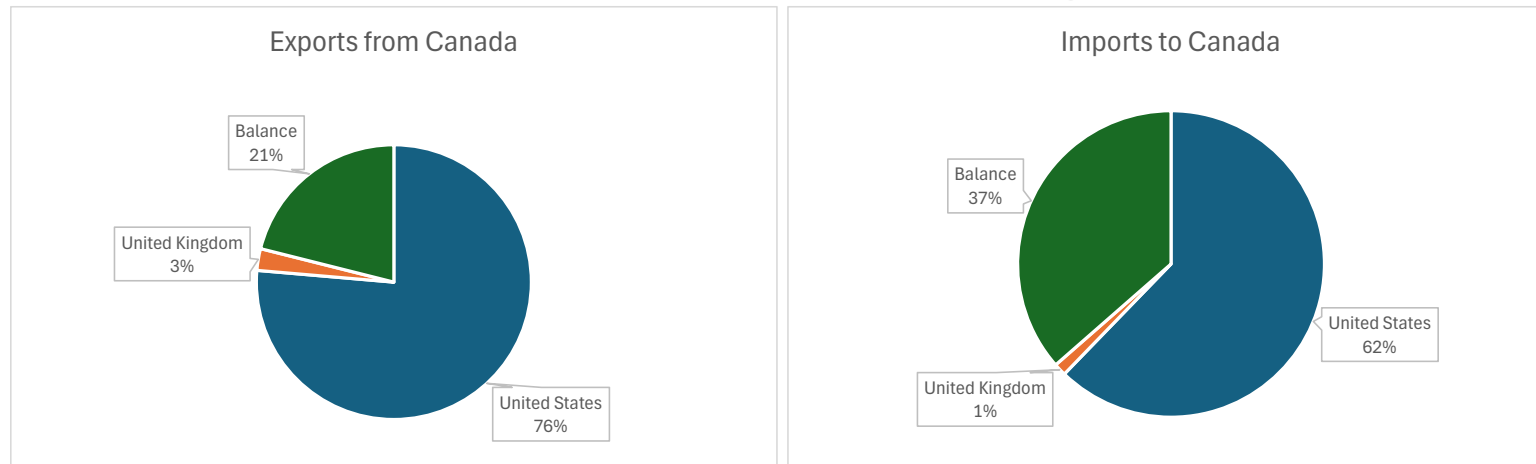 Exports from Canada
Balance
21%
United Kingdom
3%
United States
76%
Imports to Canada
Balance
37%
United States
62%
United Kingdom
1%